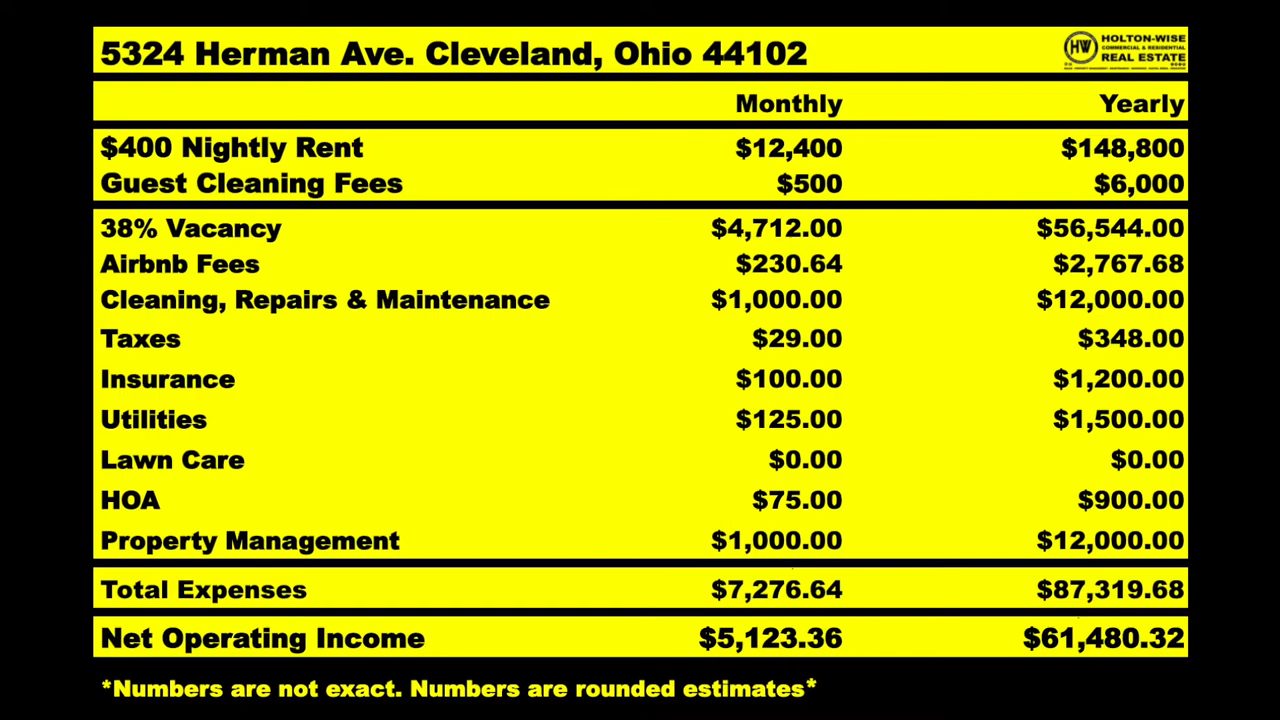 5324 Herman Ave. Cleveland, Ohio 44102
HW HOLTON-WISE
COMMERCIAL & RESIDENTIAL
REAL ESTATE
Monthly Yearly
$400 Nightly Rent $12,400 $148,800
Guest Cleaning Fees $500 $6,000
38% Vacancy $4,712.00 $56,544.00
Airbnb Fees $230.64 $2,767.68
Cleaning, Repairs & Maintenance $1,000.00 $12,000.00
Taxes $29.00 $348.00
Insurance $100.00 $1,200.00
Utilities $125.00 $1,500.00
Lawn Care $0.00 $0.00
HOA $75.00 $900.00
Property Management $1,000.00 $12,000.00
Total Expenses $7,276.64 $87,319.68
Net Operating Income $5,123.36 $61,480.32
*Numbers are not exact. Numbers are rounded estimates*